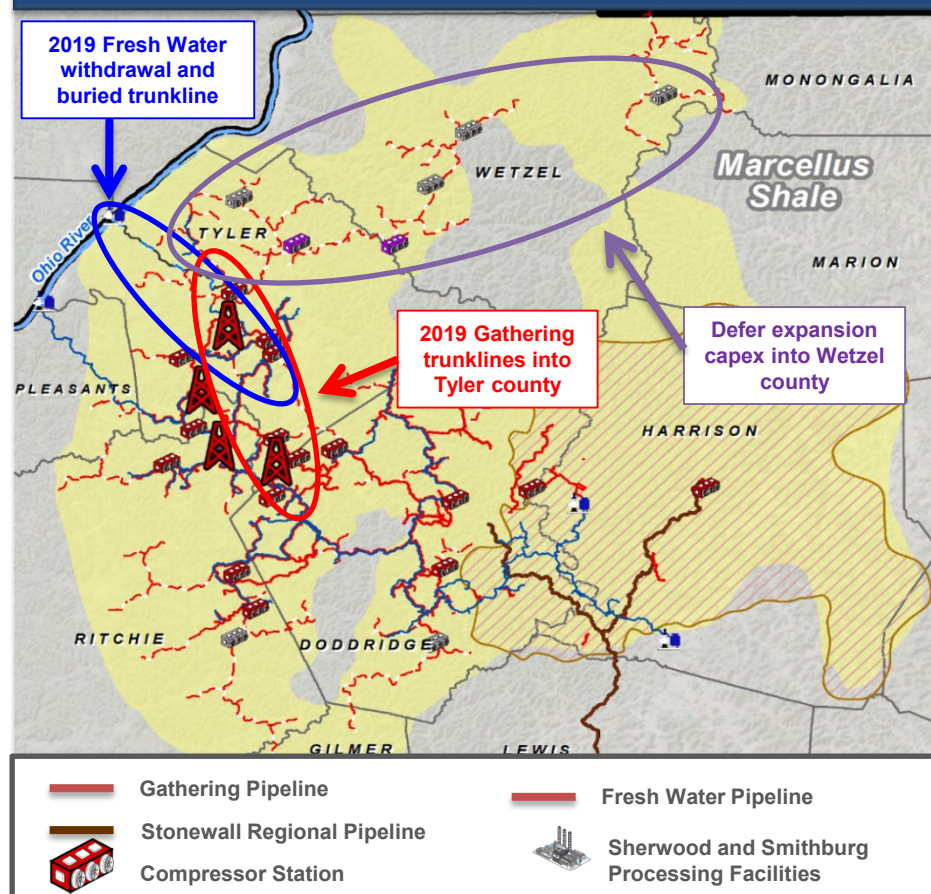 2019 Fresh Water
withdrawal and
buried trunkline
MONONGALIA
WETZEL
Marcellus
Shale
TYLER
Ohio River
MARION
2019 Gathering
trunklines into
Tyler county
Defer expansion
capex into Wetzel
county
PLEASANTS
HARRISON
RITCHIE
DODDRIDGE
GILMER
LEWIS
Gathering Pipeline
Fresh Water Pipeline
Stonewall Regional Pipeline
Sherwood and Smithburg
Processing Facilities
Compressor Station